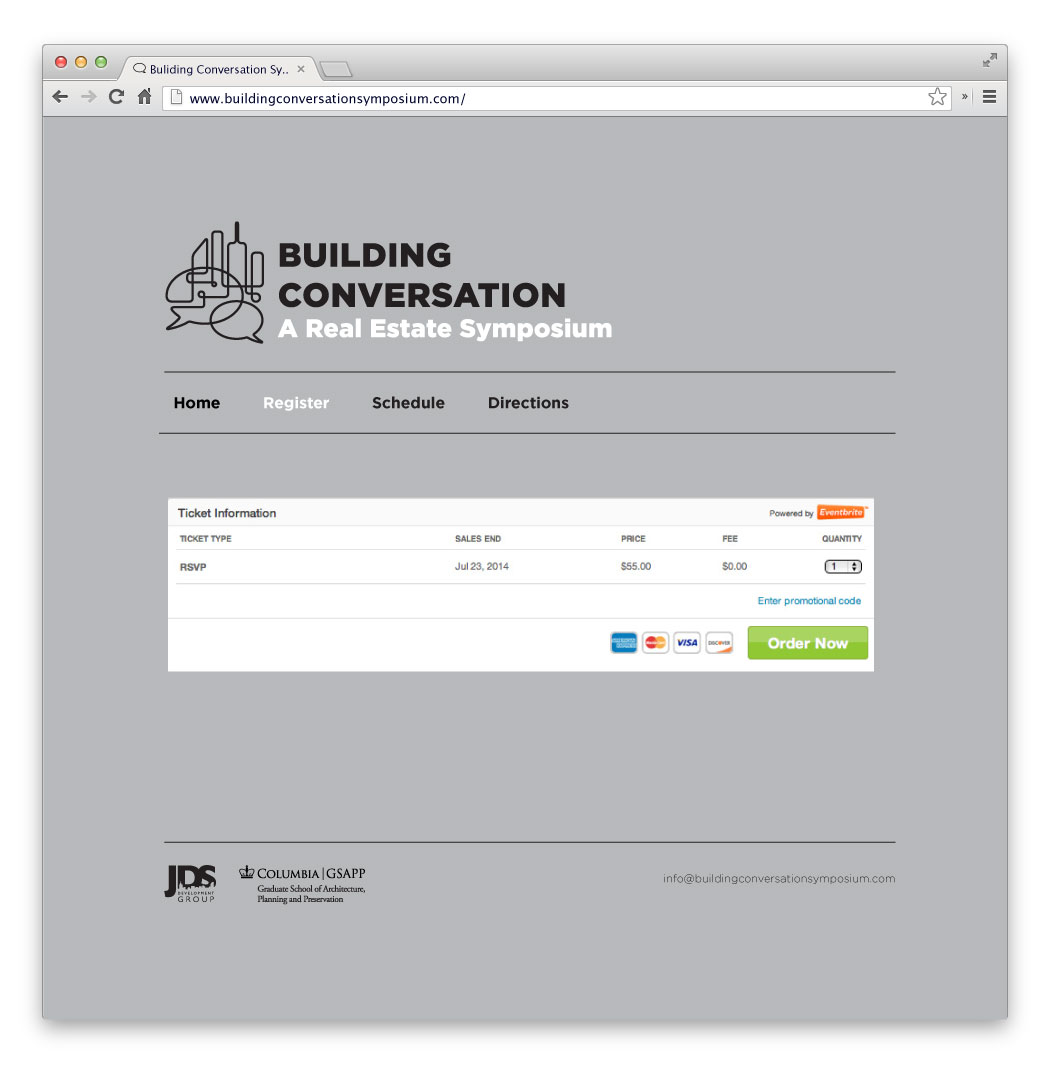 Buliding Conversation Sy..
www.buildingconversationsymposium.com/
BUILDING
CONVERSATION
A Real Estate Symposium
Home Register Schedule Directions
Ticket Information Powered by Eventbrite
TICKET TYPE SALES END PRICE FEE QUANTITY
RSVP Jul 23, 2014 $55.00 $0.00 1
Enter promotional code
VISA DISCOVER Order Now
JDS
DEVELOPMENT
GROUP
COLUMBIA | GSAPP
Graduate School of Architecture,
Planning and Preservation
info@buildingconversationsymposium.com